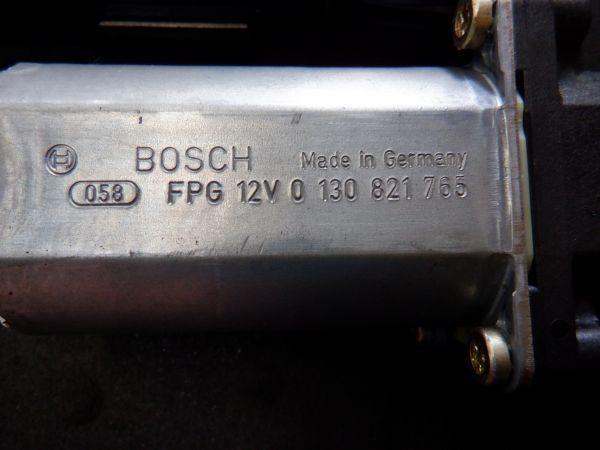 BOSCH Made in Germany
058 FPG 12V 0 130 821 765